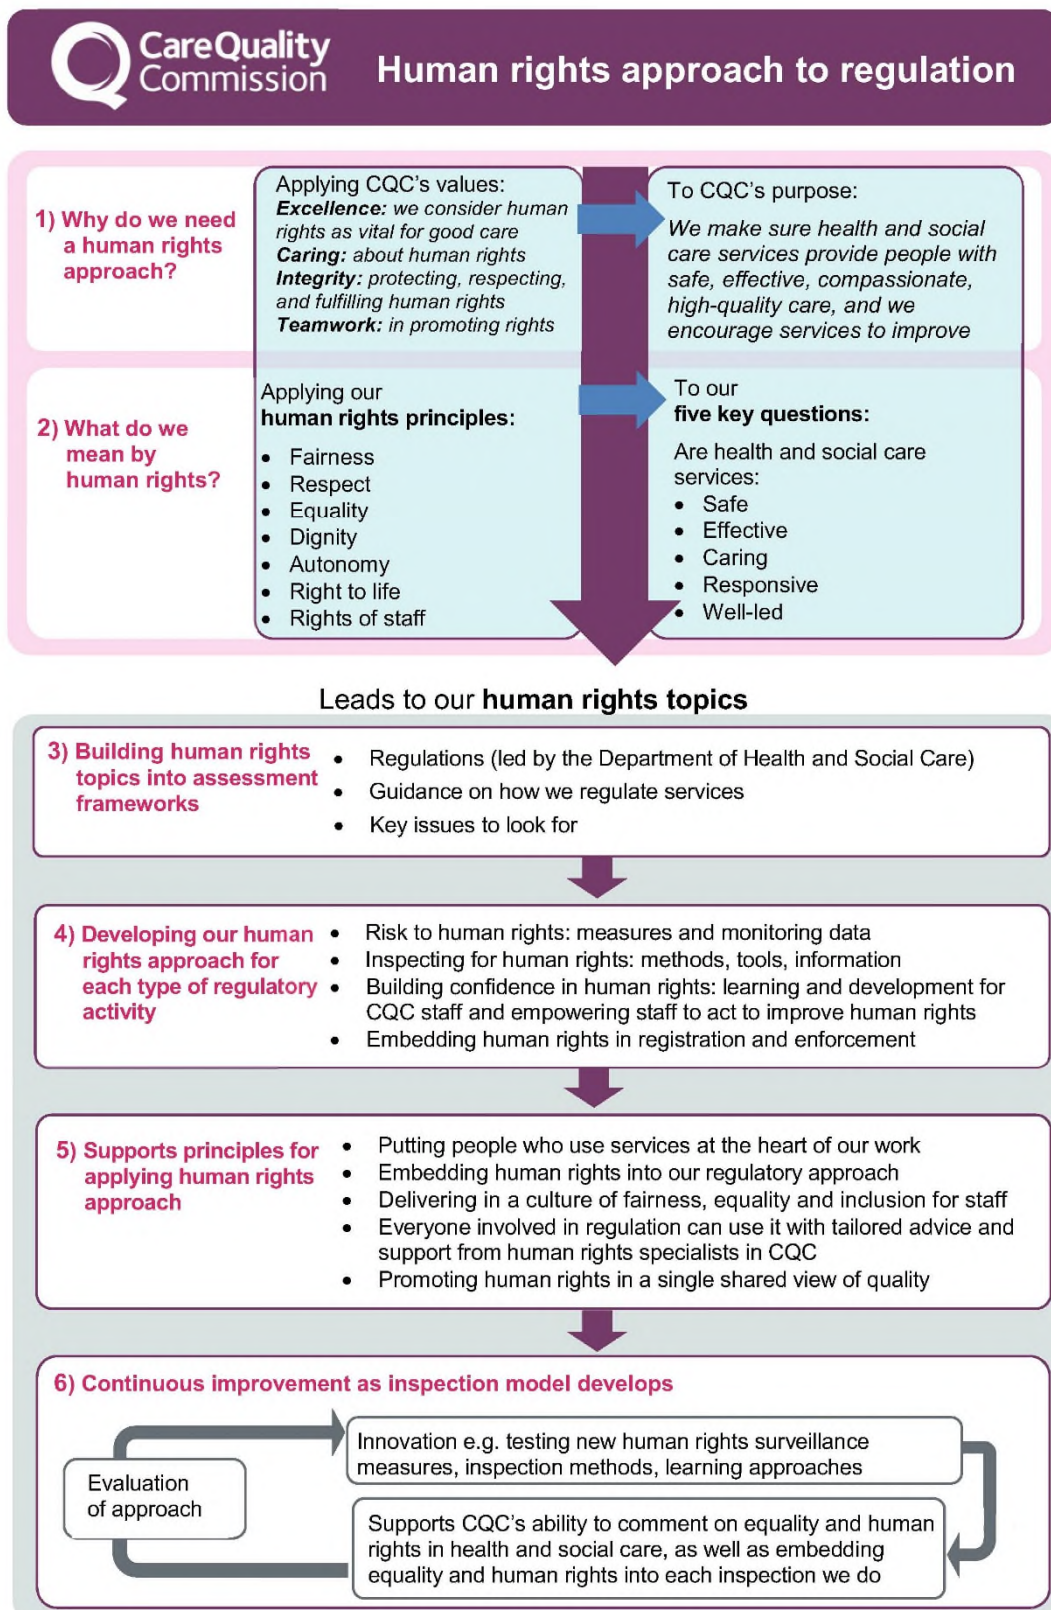 CareQuality
Commission
Human rights approach to regulation
1) Why do we need
a human rights
approach?
Applying CQC's values:
Excellence: we consider human
rights as vital for good care
Caring: about human rights
Integrity: protecting, respecting,
and fulfilling human rights
Teamwork: in promoting rights
To CQC's purpose:
We make sure health and social
care services provide people with
safe, effective, compassionate,
high-quality care, and we
encourage services to improve
2) What do we
mean by
human rights?
Applying our
human rights principles:
• Fairness
• Respect
• Equality
• Dignity
• Autonomy
• Right to life
• Rights of staff
To our
five key questions:
Are health and social care
services:
• Safe
• Effective
• Caring
• Responsive
• Well-led
Leads to our human rights topics
3) Building human rights
topics into assessment
frameworks
• Regulations (led by the Department of Health and Social Care)
• Guidance on how we regulate services
• Key issues to look for
4) Developing our human
rights approach for
each type of regulatory
activity
• Risk to human rights: measures and monitoring data
• Inspecting for human rights: methods, tools, information
• Building confidence in human rights: learning and development for
CQC staff and empowering staff to act to improve human rights
• Embedding human rights in registration and enforcement
5) Supports principles for
applying human rights
approach
• Putting people who use services at the heart of our work
• Embedding human rights into our regulatory approach
• Delivering in a culture of fairness, equality and inclusion for staff
• Everyone involved in regulation can use it with tailored advice and
support from human rights specialists in CQC
• Promoting human rights in a single shared view of quality
6) Continuous improvement as inspection model develops
Evaluation
of approach
Innovation e.g. testing new human rights surveillance
measures, inspection methods, learning approaches
Supports CQC's ability to comment on equality and human
rights in health and social care, as well as embedding
equality and human rights into each inspection we do